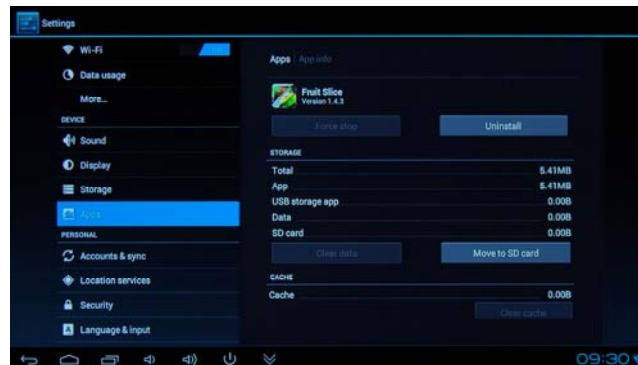 Settings
Wi-Fi
Data usage
More...
DEVICE
Sound
Display
Storage
Apps
PERSONAL
Accounts & sync
Location services
Security
Language & input
Apps App info
Fruit Slice
Version 1.4.3
Force stop Uninstall
STORAGE
Total 5.41MB
App 5.41MB
USB storage app 0.00B
Data 0.00B
SD card 0.00B
Clear data Move to SD card
CACHE
Cache 0.00B
Clear cache
09:30